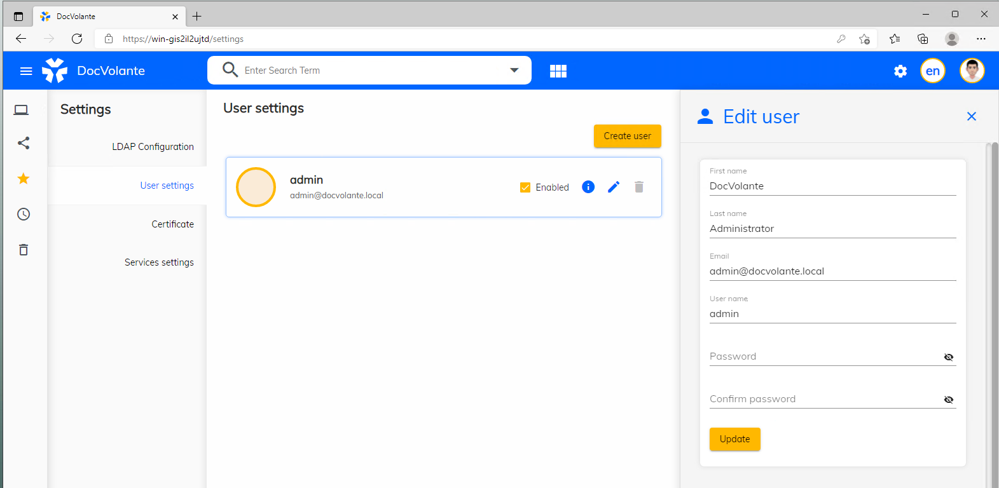 DocVolante
https://win-gis2il2ujtd/settings
DocVolante
Enter Search Term
en
Settings
LDAP Configuration
User settings
Certificate
Services settings
User settings
Create user
admin
admin@docvolante.local
Enabled
Edit user
First name
DocVolante
Last name
Administrator
Email
admin@docvolante.local
User name
admin
Password
Confirm password
Update